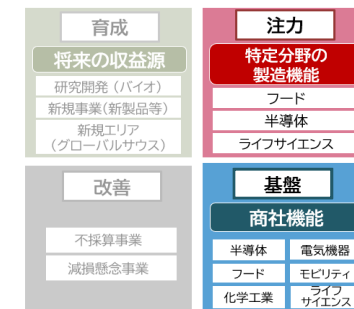 育成
将来の収益源
研究開発（バイオ）
新規事業（新製品等）
新規エリア
（グローバルサウス）
注力
特定分野の
製造機能
フード
半導体
ライフサイエンス
改善
不採算事業
減損懸念事業
基盤
商社機能
半導体
電気機器
フード
モビリティ
化学工業
ライフ
サイエンス